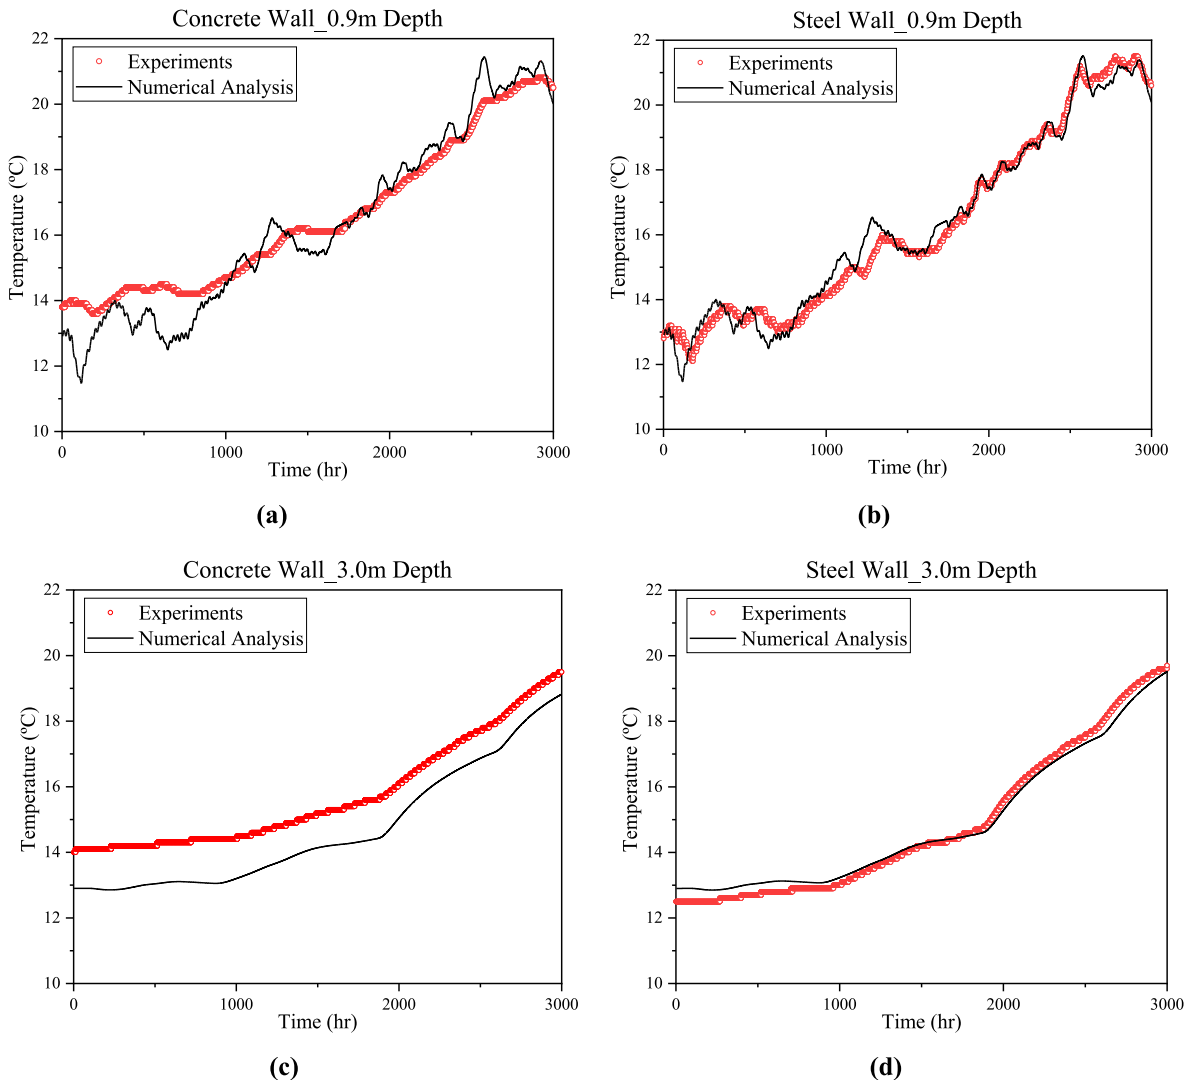 Concrete Wall_0.9m Depth
22
20
18
16
14
12
10
Temperature (ºC)
Experiments
Numerical Analysis
0
1000
2000
3000
Time (hr)
(a)
Steel Wall_0.9m Depth
22
20
18
16
14
12
10
Temperature (ºC)
Experiments
Numerical Analysis
0
1000
2000
3000
Time (hr)
(b)
Concrete Wall_3.0m Depth
22
20
18
16
14
12
10
Temperature (ºC)
Experiments
Numerical Analysis
0
1000
2000
3000
Time (hr)
(c)
Steel Wall_3.0m Depth
22
20
18
16
14
12
10
Temperature (ºC)
Experiments
Numerical Analysis
0
1000
2000
3000
Time (hr)
(d)